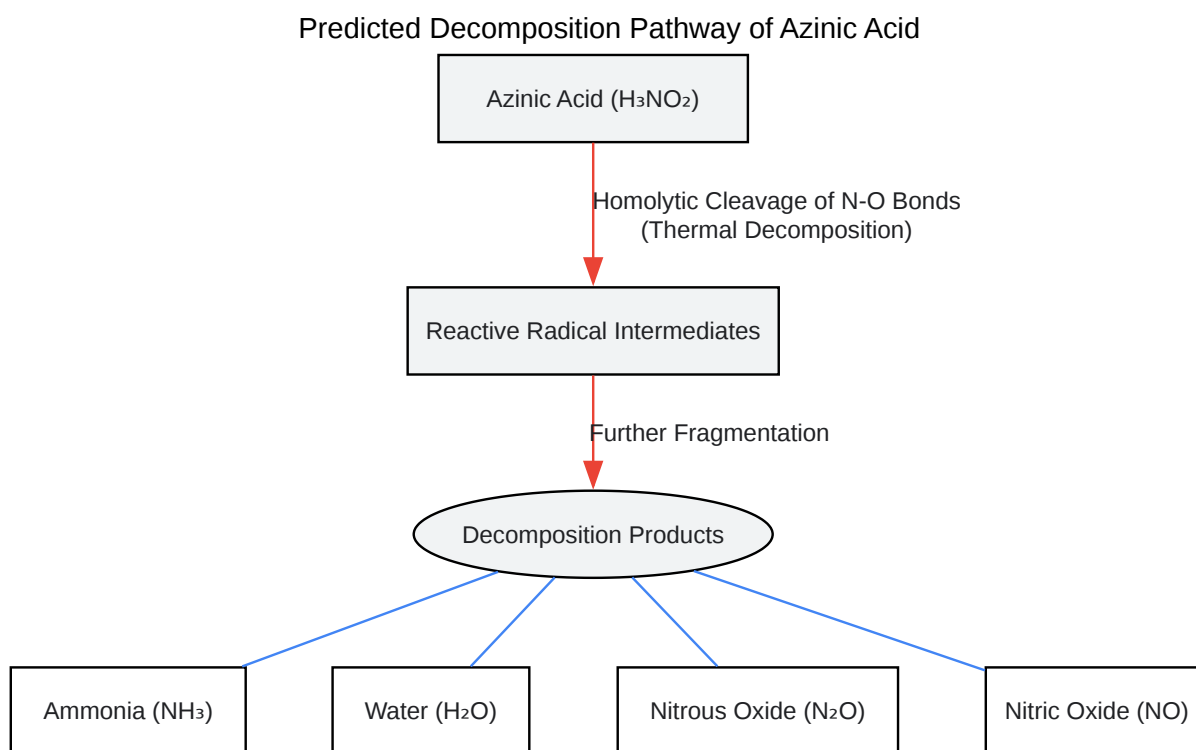 Predicted Decomposition Pathway of Azinic Acid
Azinic Acid (H₃NO₂)
Homolytic Cleavage of N-O Bonds
(Thermal Decomposition)
Reactive Radical Intermediates
Further Fragmentation
Decomposition Products
Ammonia (NH₃)
Water (H₂O)
Nitrous Oxide (N₂O)
Nitric Oxide (NO)